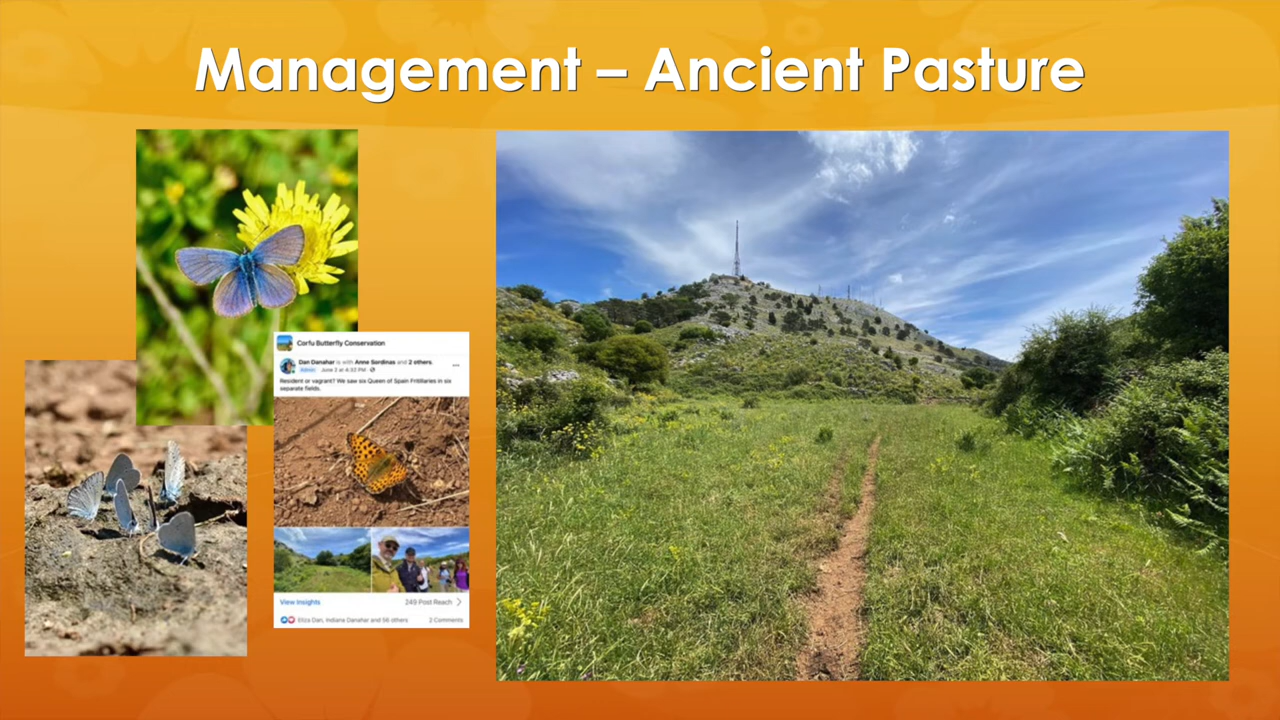 Management – Ancient Pasture
Corfu Butterfly Conservation
Dan Danahar is with Anne Sordinas and 2 others.
Admin · June 2 at 4:32 PM ·
Resident or vagrant? We saw six Queen of Spain Fritillaries in six
separate fields.
View Insights
249 Post Reach
Eliza Dan, Indiana Danahar and 56 others
2 Comments